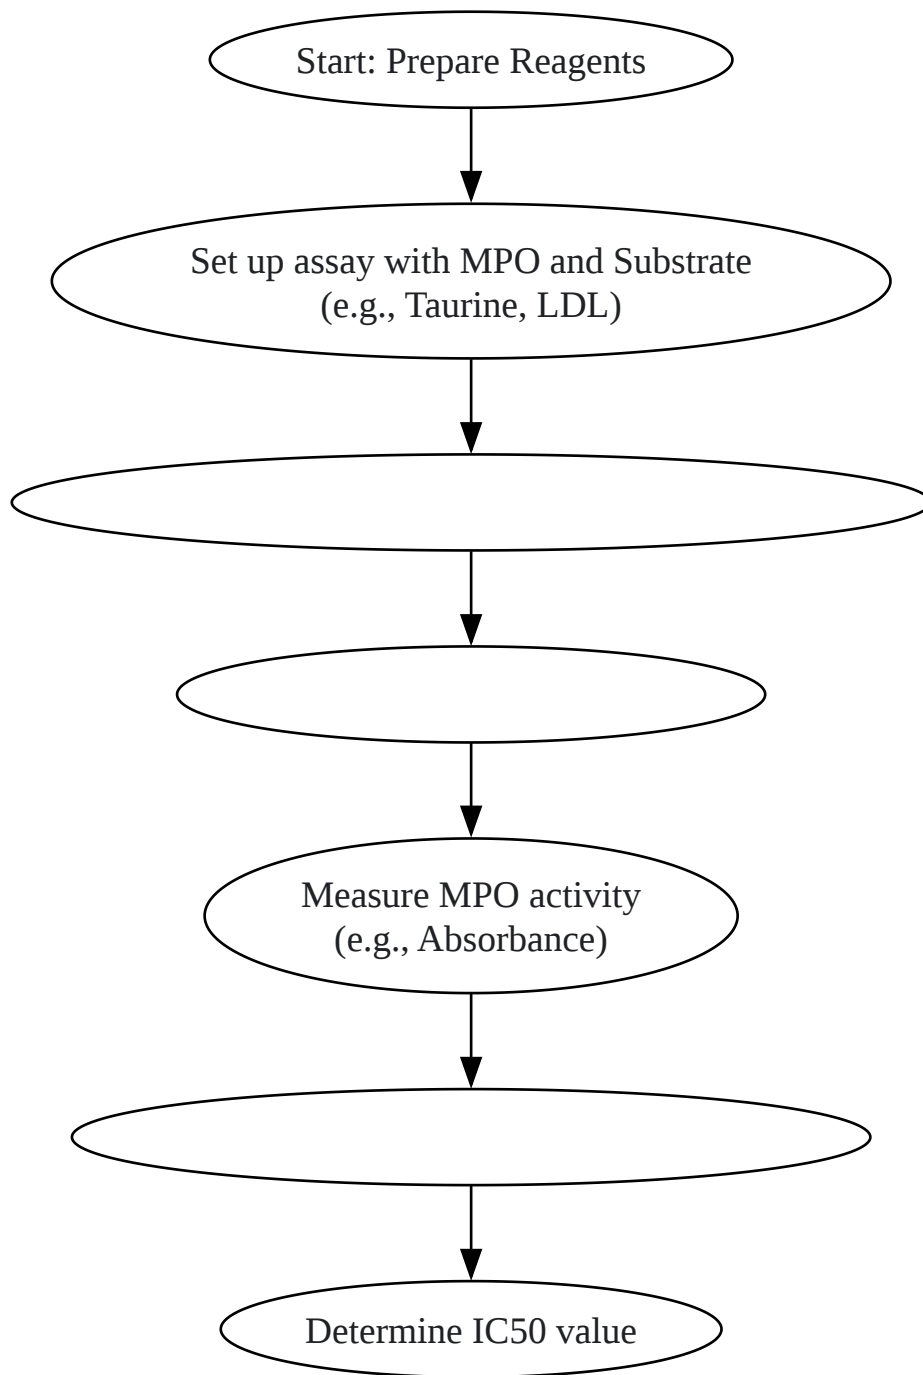 Start: Prepare Reagents
Set up assay with MPO and Substrate
(e.g., Taurine, LDL)
Measure MPO activity
(e.g., Absorbance)
Determine IC50 value